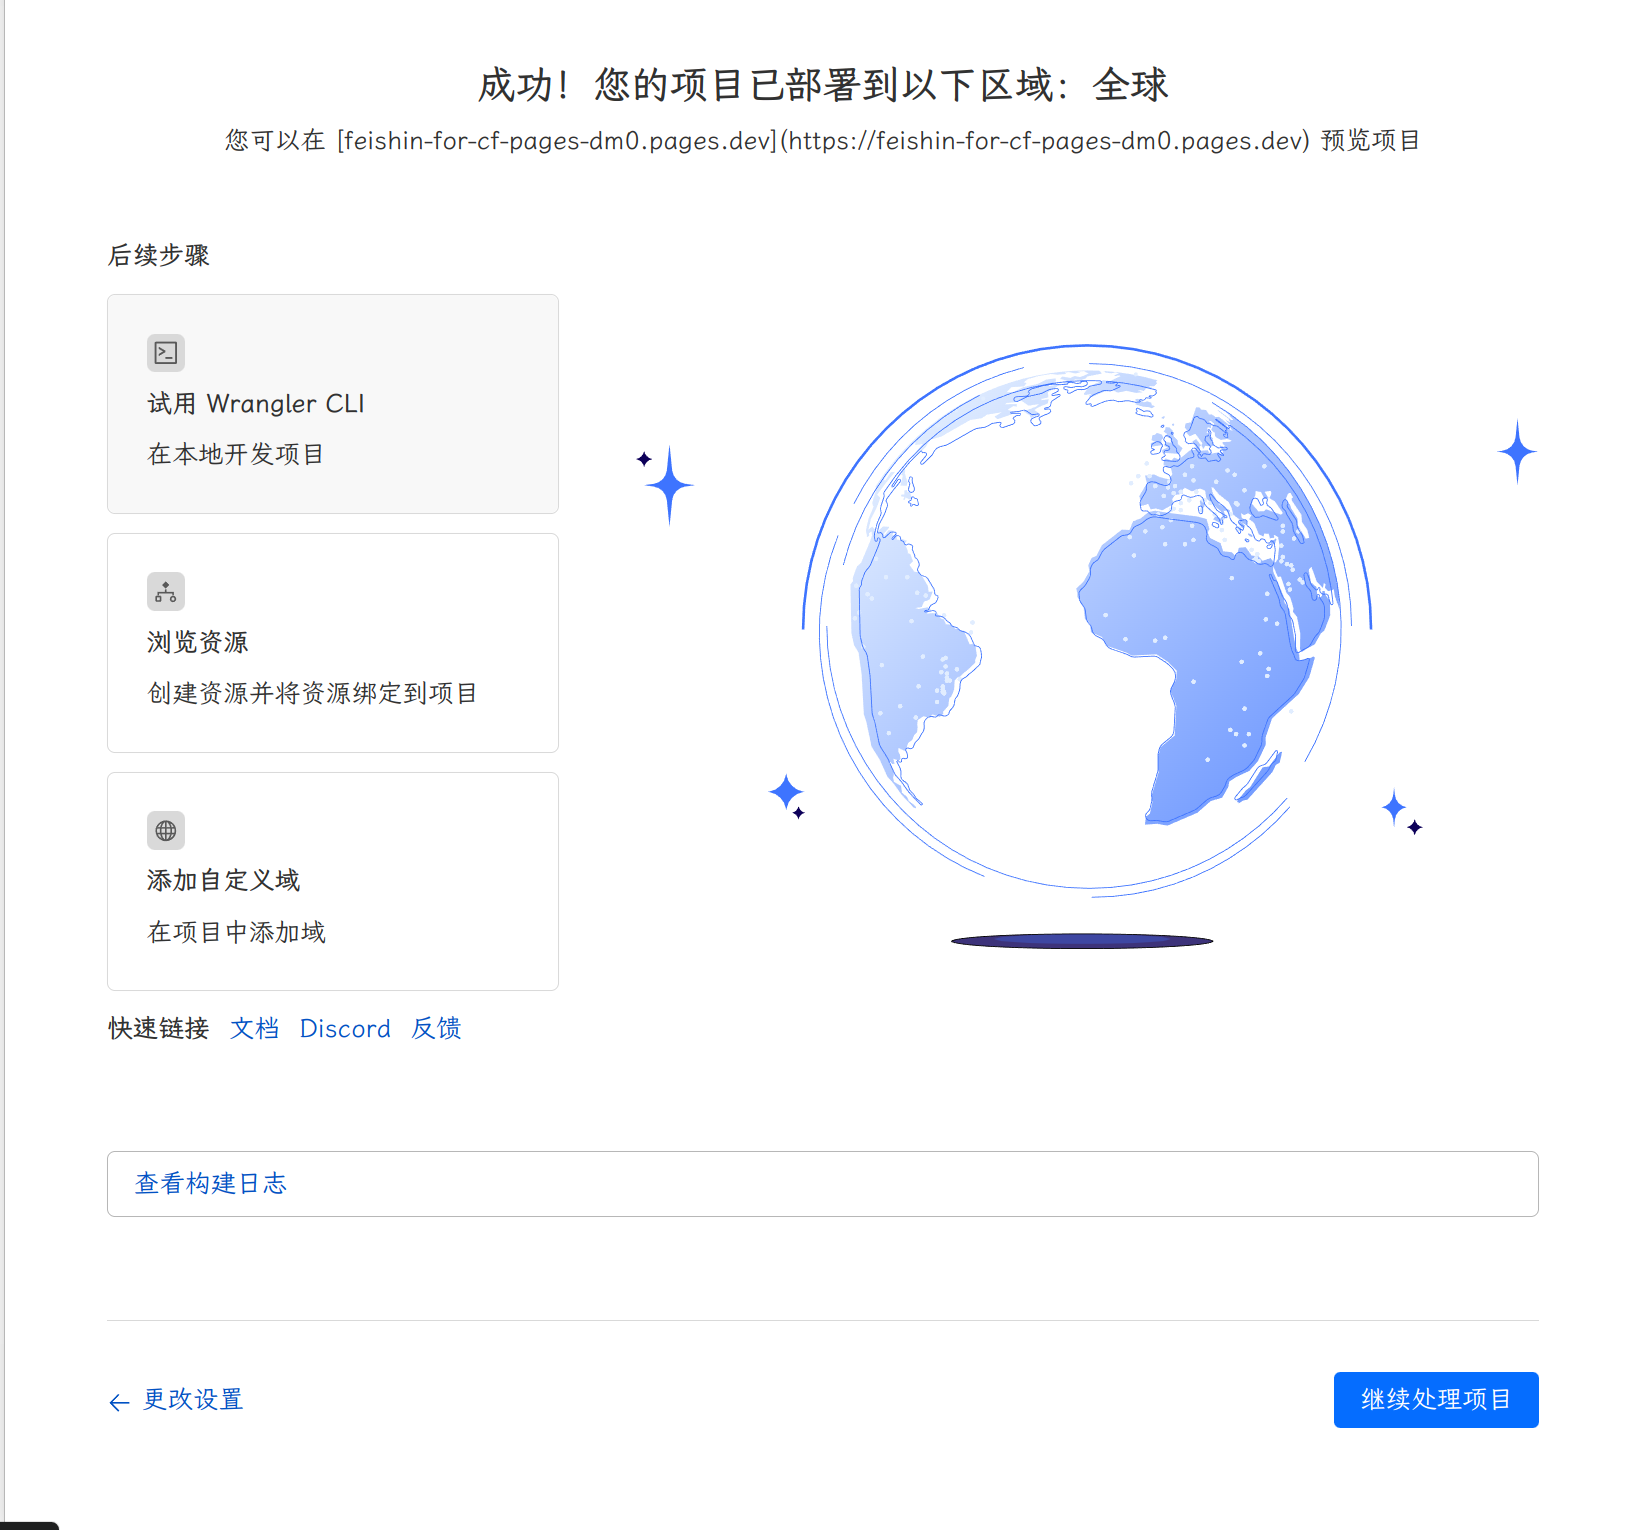 成功！您的项目已部署到以下区域：全球
您可以在 [feishin-for-cf-pages-dm0.pages.dev](https://feishin-for-cf-pages-dm0.pages.dev) 预览项目
后续步骤
试用 Wrangler CLI
在本地开发项目
浏览资源
创建资源并将资源绑定到项目
添加自定义域
在项目中添加域
快速链接 文档 Discord 反馈
查看构建日志
← 更改设置
继续处理项目